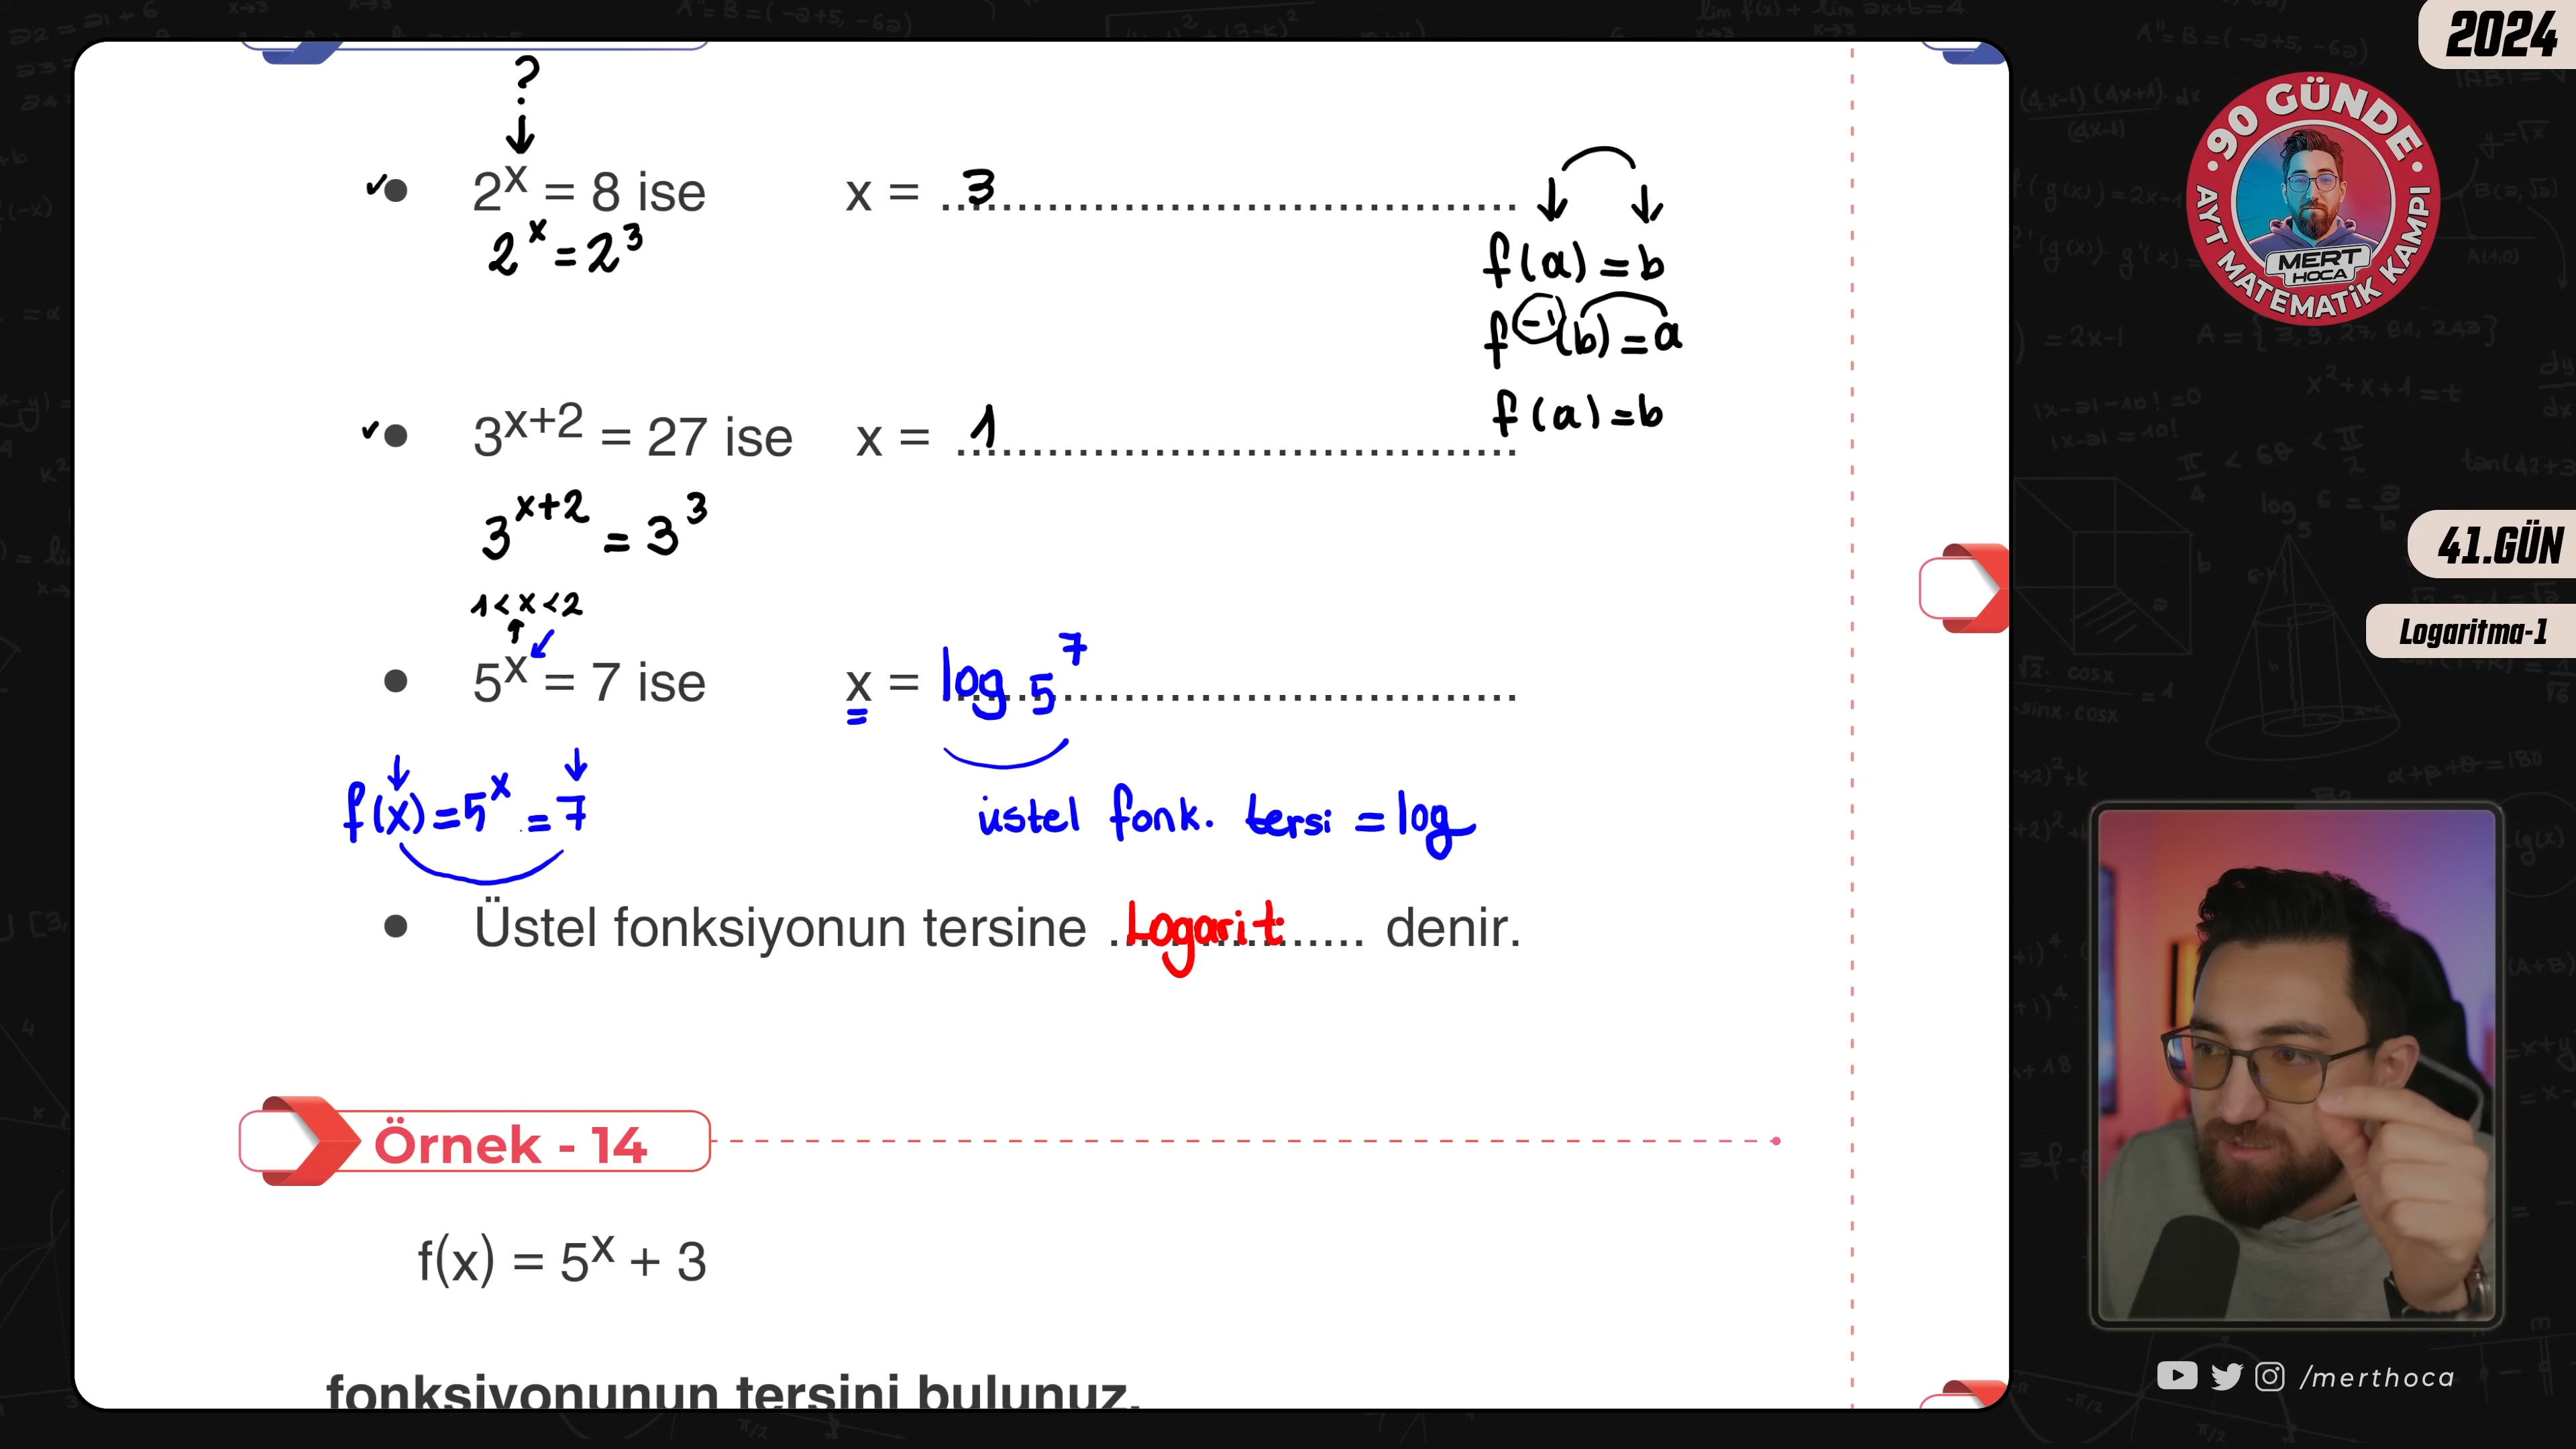 ?
2^x = 8 ise x = 3
2^x = 2^3
f(a) = b
f^-1(b) = a
f(a) = b
3^x+2 = 27 ise x = 1
3^x+2 = 3^3
1 < x < 2
5^x = 7 ise x = log 5 7
f(x) = 5^x = 7
üstel fonk. tersi = log
Üstel fonksiyonun tersine Logarit denir.
Örnek - 14
f(x) = 5^x + 3
fonksiyonunun tersini bulunuz.
2024
90 GÜNDE
AYT MATEMATİK KAMPI
MERT
HOCA
41.GÜN
Logaritma-1
/merthoca